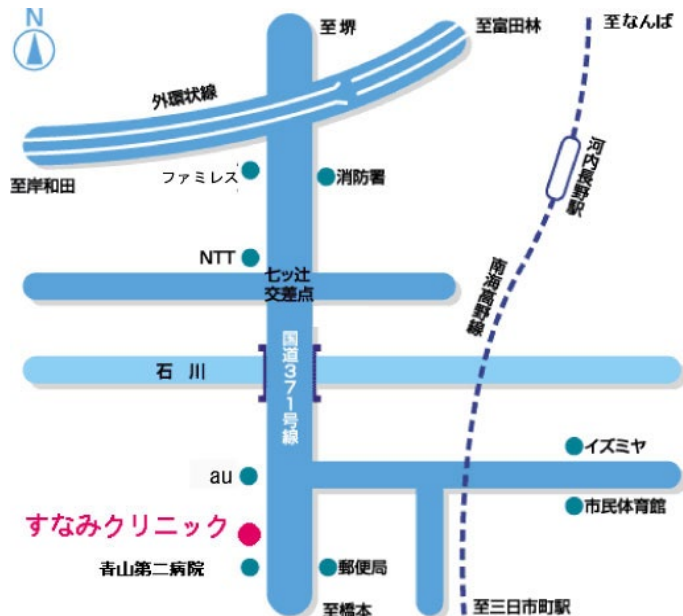 N
至堺
至富田林
至なんば
外環状線
至岸和田
ファミレス
消防署
河内長野駅
NTT
七ッ辻
交差点
南海高野線
国道371号線
石 川
au
イズミヤ
市民体育館
すなみクリニック
青山第二病院
郵便局
至橋本
至三日市町駅